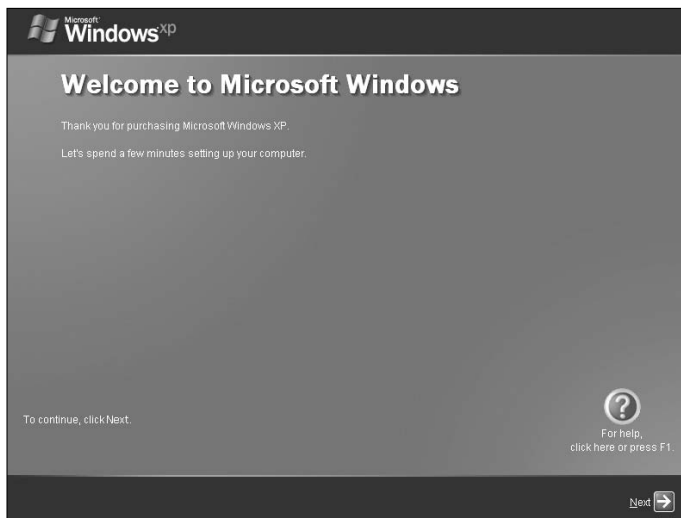 Microsoft
Windows xp
Welcome to Microsoft Windows
Thank you for purchasing Microsoft Windows XP.
Let's spend a few minutes setting up your computer.
To continue, click Next.
For help,
click here or press F1.
Next